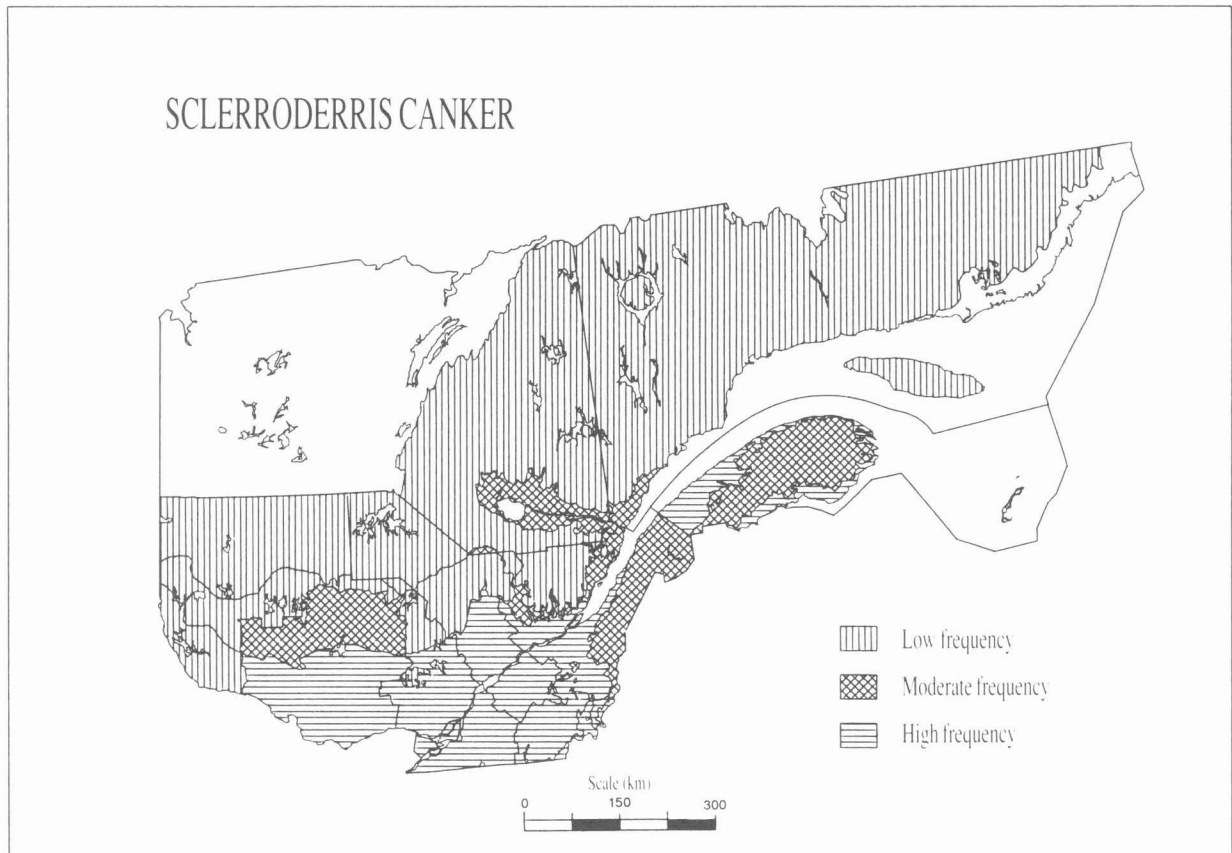 SCLERRODERRIS CANKER
Low frequency
Moderate frequency
High frequency
Scale (km)
0 150 300